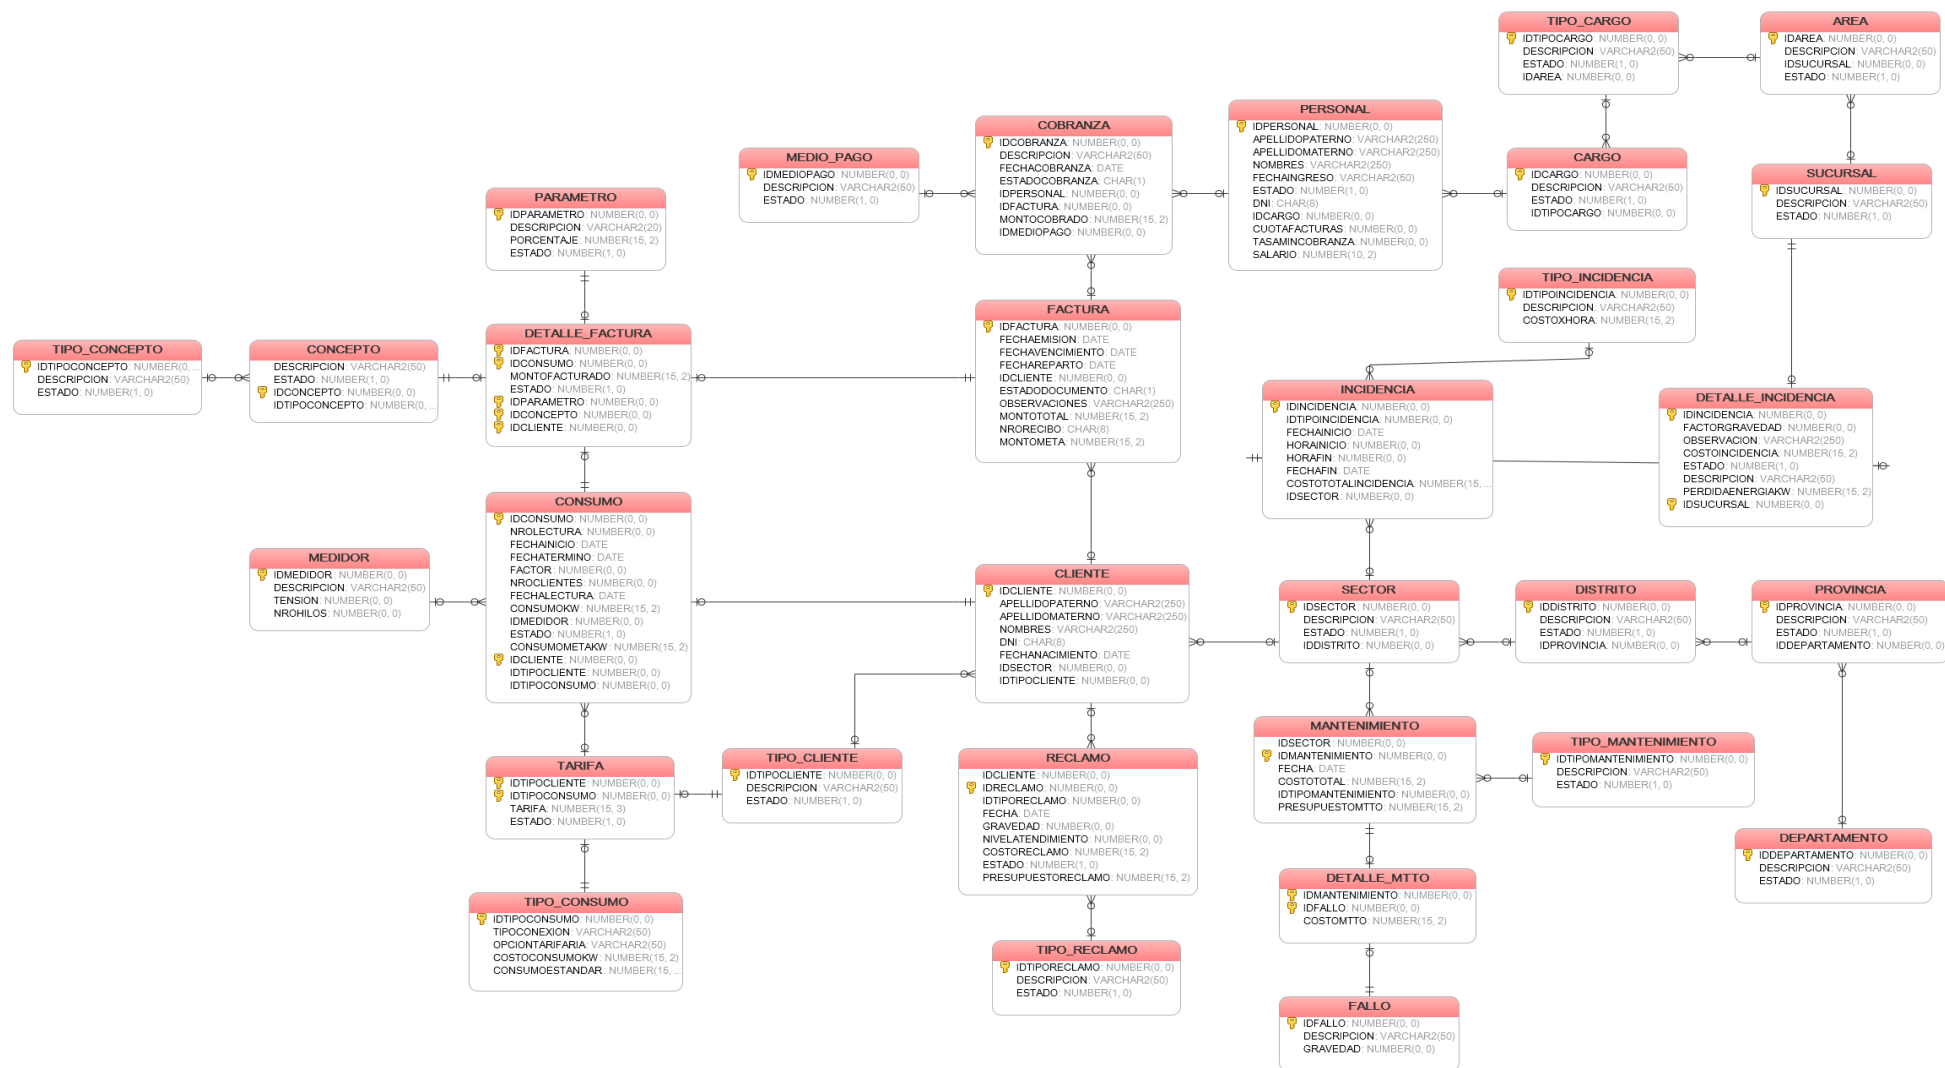 TIPO_CARGO
IDTIPOCARGO: NUMBER(0, 0)
DESCRIPCION: VARCHAR2(50)
ESTADO: NUMBER(1, 0)
IDAREA: NUMBER(0, 0)
AREA
IDAREA: NUMBER(0, 0)
DESCRIPCION: VARCHAR2(50)
IDSUCURSAL: NUMBER(0, 0)
ESTADO: NUMBER(1, 0)
PERSONAL
IDPERSONAL: NUMBER(0, 0)
APELLIDOPATERNO: VARCHAR2(250)
APELLIDOMATERNO: VARCHAR2(250)
NOMBRES: VARCHAR2(250)
FECHAINGRESO: VARCHAR2(50)
ESTADO: NUMBER(1, 0)
DNI: CHAR(8)
IDCARGO: NUMBER(0, 0)
CUOTAFACTURAS: NUMBER(0, 0)
TASAMINCOBRANZA: NUMBER(0, 0)
SALARIO: NUMBER(10, 2)
COBRANZA
IDCOBRANZA: NUMBER(0, 0)
DESCRIPCION: VARCHAR2(50)
FECHACOBRANZA: DATE
ESTADOCOBRANZA: CHAR(1)
IDPERSONAL: NUMBER(0, 0)
IDFACTURA: NUMBER(0, 0)
MONTOCOBRADO: NUMBER(15, 2)
IDMEDIOPAGO: NUMBER(0, 0)
MEDIO_PAGO
IDMEDIOPAGO: NUMBER(0, 0)
DESCRIPCION: VARCHAR2(50)
ESTADO: NUMBER(1, 0)
CARGO
IDCARGO: NUMBER(0, 0)
DESCRIPCION: VARCHAR2(50)
ESTADO: NUMBER(1, 0)
IDTIPOCARGO: NUMBER(0, 0)
SUCURSAL
IDSUCURSAL: NUMBER(0, 0)
DESCRIPCION: VARCHAR2(50)
ESTADO: NUMBER(1, 0)
PARAMETRO
IDPARAMETRO: NUMBER(0, 0)
DESCRIPCION: VARCHAR2(20)
PORCENTAJE: NUMBER(15, 2)
ESTADO: NUMBER(1, 0)
TIPO_INCIDENCIA
IDTIPOINCIDENCIA: NUMBER(0, 0)
DESCRIPCION: VARCHAR2(50)
COSTOXHORA: NUMBER(15, 2)
FACTURA
IDFACTURA: NUMBER(0, 0)
FECHAEMISION: DATE
FECHAVENCIMIENTO: DATE
FECHAREPARTO: DATE
IDCLIENTE: NUMBER(0, 0)
ESTADODOCUMENTO: CHAR(1)
OBSERVACIONES: VARCHAR2(250)
MONTOTOTAL: NUMBER(15, 2)
NRORECIBO: CHAR(8)
MONTOMETA: NUMBER(15, 2)
DETALLE_FACTURA
IDFACTURA: NUMBER(0, 0)
IDCONSUMO: NUMBER(0, 0)
MONTOFACTURADO: NUMBER(15, 2)
ESTADO: NUMBER(1, 0)
IDPARAMETRO: NUMBER(0, 0)
IDCONCEPTO: NUMBER(0, 0)
IDCLIENTE: NUMBER(0, 0)
TIPO_CONCEPTO
IDTIPOCONCEPTO: NUMBER(0, ...
DESCRIPCION: VARCHAR2(50)
ESTADO: NUMBER(1, 0)
CONCEPTO
DESCRIPCION: VARCHAR2(50)
ESTADO: NUMBER(1, 0)
IDCONCEPTO: NUMBER(0, 0)
IDTIPOCONCEPTO: NUMBER(0, ...
INCIDENCIA
IDINCIDENCIA: NUMBER(0, 0)
IDTIPOINCIDENCIA: NUMBER(0, 0)
FECHAINICIO: DATE
HORAINICIO: NUMBER(0, 0)
HORAFIN: NUMBER(0, 0)
FECHAFIN: DATE
COSTOTOTALINCIDENCIA: NUMBER(15, ...
IDSECTOR: NUMBER(0, 0)
DETALLE_INCIDENCIA
IDINCIDENCIA: NUMBER(0, 0)
FACTORGRAVEDAD: NUMBER(0, 0)
OBSERVACION: VARCHAR2(250)
COSTOINCIDENCIA: NUMBER(15, 2)
ESTADO: NUMBER(1, 0)
DESCRIPCION: VARCHAR2(50)
PERDIDAENERGIAKW: NUMBER(15, 2)
IDSUCURSAL: NUMBER(0, 0)
CONSUMO
IDCONSUMO: NUMBER(0, 0)
NROLECTURA: NUMBER(0, 0)
FECHAINICIO: DATE
FECHATERMINO: DATE
FACTOR: NUMBER(0, 0)
NROCLIENTES: NUMBER(0, 0)
FECHALECTURA: DATE
CONSUMOKW: NUMBER(15, 2)
IDMEDIDOR: NUMBER(0, 0)
ESTADO: NUMBER(1, 0)
CONSUMOMETAKW: NUMBER(15, 2)
IDCLIENTE: NUMBER(0, 0)
IDTIPOCLIENTE: NUMBER(0, 0)
IDTIPOCONSUMO: NUMBER(0, 0)
MEDIDOR
IDMEDIDOR: NUMBER(0, 0)
DESCRIPCION: VARCHAR2(50)
TENSION: NUMBER(0, 0)
NROHILOS: NUMBER(0, 0)
CLIENTE
IDCLIENTE: NUMBER(0, 0)
APELLIDOPATERNO: VARCHAR2(250)
APELLIDOMATERNO: VARCHAR2(250)
NOMBRES: VARCHAR2(250)
DNI: CHAR(8)
FECHANACIMIENTO: DATE
IDSECTOR: NUMBER(0, 0)
IDTIPOCLIENTE: NUMBER(0, 0)
SECTOR
IDSECTOR: NUMBER(0, 0)
DESCRIPCION: VARCHAR2(50)
ESTADO: NUMBER(1, 0)
IDDISTRITO: NUMBER(0, 0)
DISTRITO
IDDISTRITO: NUMBER(0, 0)
DESCRIPCION: VARCHAR2(50)
ESTADO: NUMBER(1, 0)
IDPROVINCIA: NUMBER(0, 0)
PROVINCIA
IDPROVINCIA: NUMBER(0, 0)
DESCRIPCION: VARCHAR2(50)
ESTADO: NUMBER(1, 0)
IDDEPARTAMENTO: NUMBER(0, 0)
MANTENIMIENTO
IDSECTOR: NUMBER(0, 0)
IDMANTENIMIENTO: NUMBER(0, 0)
FECHA: DATE
COSTOTOTAL: NUMBER(15, 2)
IDTIPOMANTENIMIENTO: NUMBER(0, 0)
PRESUPUESTOMTTO: NUMBER(15, 2)
TIPO_MANTENIMIENTO
IDTIPOMANTENIMIENTO: NUMBER(0, 0)
DESCRIPCION: VARCHAR2(50)
ESTADO: NUMBER(1, 0)
TARIFA
IDTIPOCLIENTE: NUMBER(0, 0)
IDTIPOCONSUMO: NUMBER(0, 0)
TARIFA: NUMBER(15, 3)
ESTADO: NUMBER(1, 0)
TIPO_CLIENTE
IDTIPOCLIENTE: NUMBER(0, 0)
DESCRIPCION: VARCHAR2(50)
ESTADO: NUMBER(1, 0)
RECLAMO
IDCLIENTE: NUMBER(0, 0)
IDRECLAMO: NUMBER(0, 0)
IDTIPORECLAMO: NUMBER(0, 0)
FECHA: DATE
GRAVEDAD: NUMBER(0, 0)
NIVELATENDIMIENTO: NUMBER(0, 0)
COSTORECLAMO: NUMBER(15, 2)
ESTADO: NUMBER(1, 0)
PRESUPUESTORECLAMO: NUMBER(15, 2)
DEPARTAMENTO
IDDEPARTAMENTO: NUMBER(0, 0)
DESCRIPCION: VARCHAR2(50)
ESTADO: NUMBER(1, 0)
DETALLE_MTTO
IDMANTENIMIENTO: NUMBER(0, 0)
IDFALLO: NUMBER(0, 0)
COSTOMTTO: NUMBER(15, 2)
TIPO_CONSUMO
IDTIPOCONSUMO: NUMBER(0, 0)
TIPOCONEXION: VARCHAR2(50)
OPCIONTARIFARIA: VARCHAR2(50)
COSTOCONSUMOKW: NUMBER(15, 2)
CONSUMOESTANDAR: NUMBER(15, ...
TIPO_RECLAMO
IDTIPORECLAMO: NUMBER(0, 0)
DESCRIPCION: VARCHAR2(50)
ESTADO: NUMBER(1, 0)
FALLO
IDFALLO: NUMBER(0, 0)
DESCRIPCION: VARCHAR2(50)
GRAVEDAD: NUMBER(0, 0)